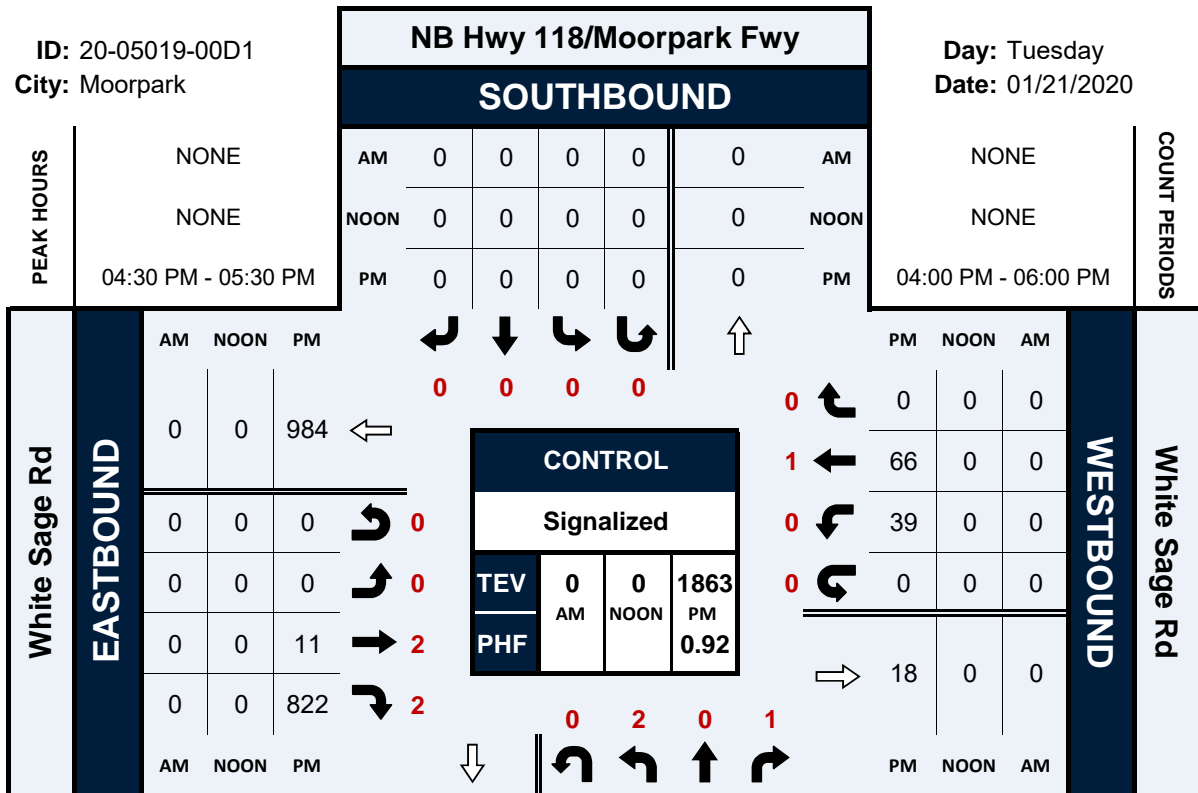 ID: 20-05019-00D1
City: Moorpark
NB Hwy 118/Moorpark Fwy
SOUTHBOUND
Day: Tuesday
Date: 01/21/2020
PEAK HOURS
NONE
NONE
04:30 PM - 05:30 PM
AM 0 0 0 0 0 AM
NOON 0 0 0 0 0 NOON
PM 0 0 0 0 0 PM
NONE
NONE
04:00 PM - 06:00 PM
COUNT PERIODS
0 0 0 0
White Sage Rd
EASTBOUND
AM NOON PM
0 0 984
0 0 0 0
0 0 0 0
0 0 11 2
0 0 822 2
AM NOON PM
CONTROL
Signalized
TEV 0 0 1863
AM NOON PM
PHF 0.92
PM NOON AM
0 0 0 0
1 66 0 0
0 39 0 0
0 0 0 0
18 0 0
PM NOON AM
WESTBOUND
White Sage Rd
0 2 0 1